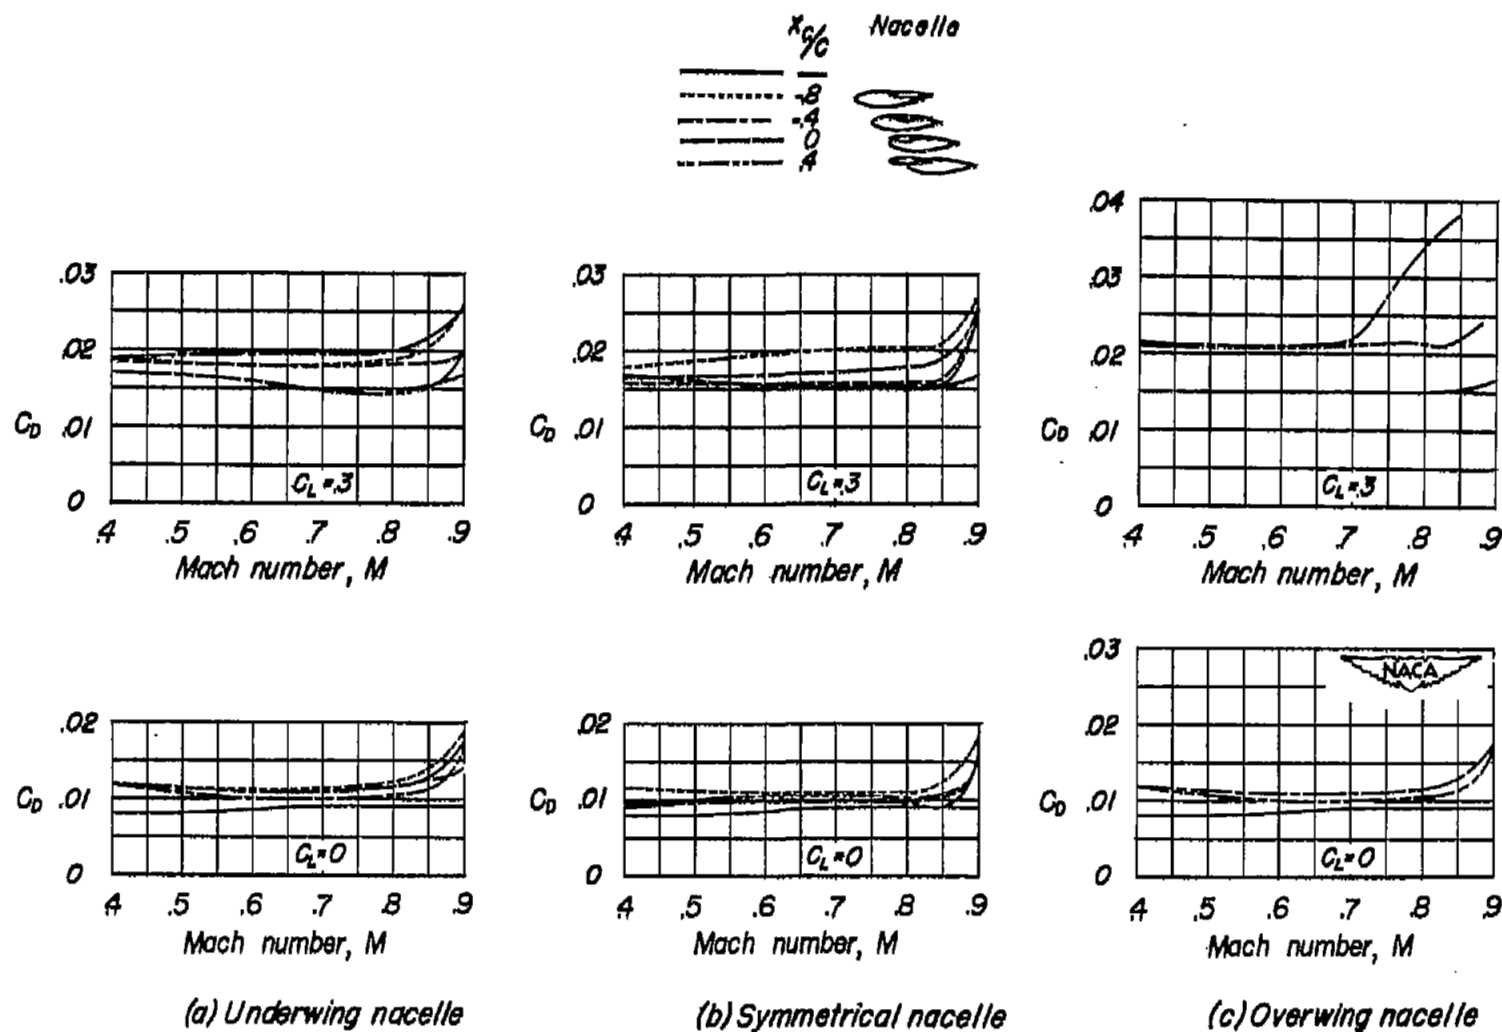 x_c/c Nacelle
—
-.8
-.4
0
.4
.03
.02
C_D .01
0
C_L=.3
.4 .5 .6 .7 .8 .9
Mach number, M
.03
.02
C_D .01
0
C_L=.3
.4 .5 .6 .7 .8 .9
Mach number, M
.04
.03
.02
C_D .01
0
C_L=.3
.4 .5 .6 .7 .8 .9
Mach number, M
.02
C_D .01
0
C_L=0
.4 .5 .6 .7 .8 .9
Mach number, M
(a) Underwing nacelle
.02
C_D .01
0
C_L=0
.4 .5 .6 .7 .8 .9
Mach number, M
(b) Symmetrical nacelle
.03
NACA
.02
C_D .01
0
C_L=0
.4 .5 .6 .7 .8 .9
Mach number, M
(c) Overwing nacelle